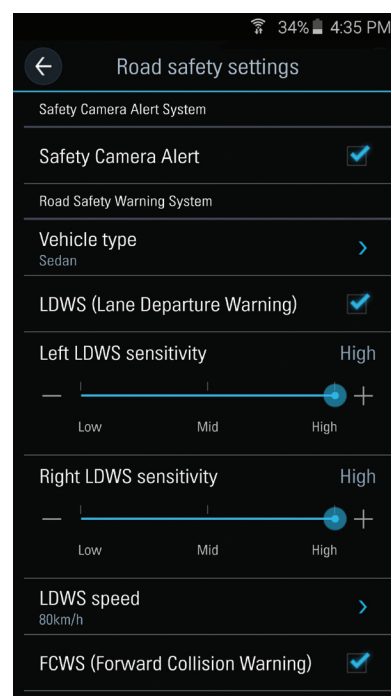 34% 4:35 PM
Road safety settings
Safety Camera Alert System
Safety Camera Alert
Road Safety Warning System
Vehicle type
Sedan
LDWS (Lane Departure Warning)
Left LDWS sensitivity High
Low Mid High
Right LDWS sensitivity High
Low Mid High
LDWS speed
80km/h
FCWS (Forward Collision Warning)